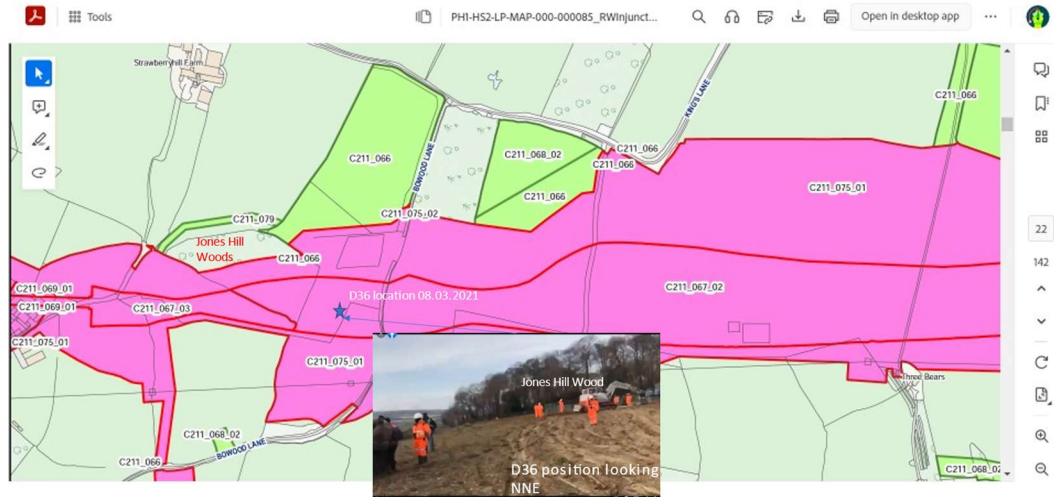 Tools
PH1-HS2-LP-MAP-000-000085_RWInjunct...
Open in desktop app
Strawberryhill Farm
C211_066
KING'S LANE
C211_066
BOWOOD LANE
C211_068_02
C211_066
C211_066
C211_066
C211_075_01
C211_079
C211_075_02
Jones Hill
Woods
C211_066
22
142
C211_069_01
C211_069_01
C211_067_03
D36 location 08.03.2021
C211_067_02
C211_075_01
C211_075_01
Three Bears
Jones Hill Wood
C211_068_02
BOWOOD LANE
C211_066
D36 position looking
NNE
C211_068_02